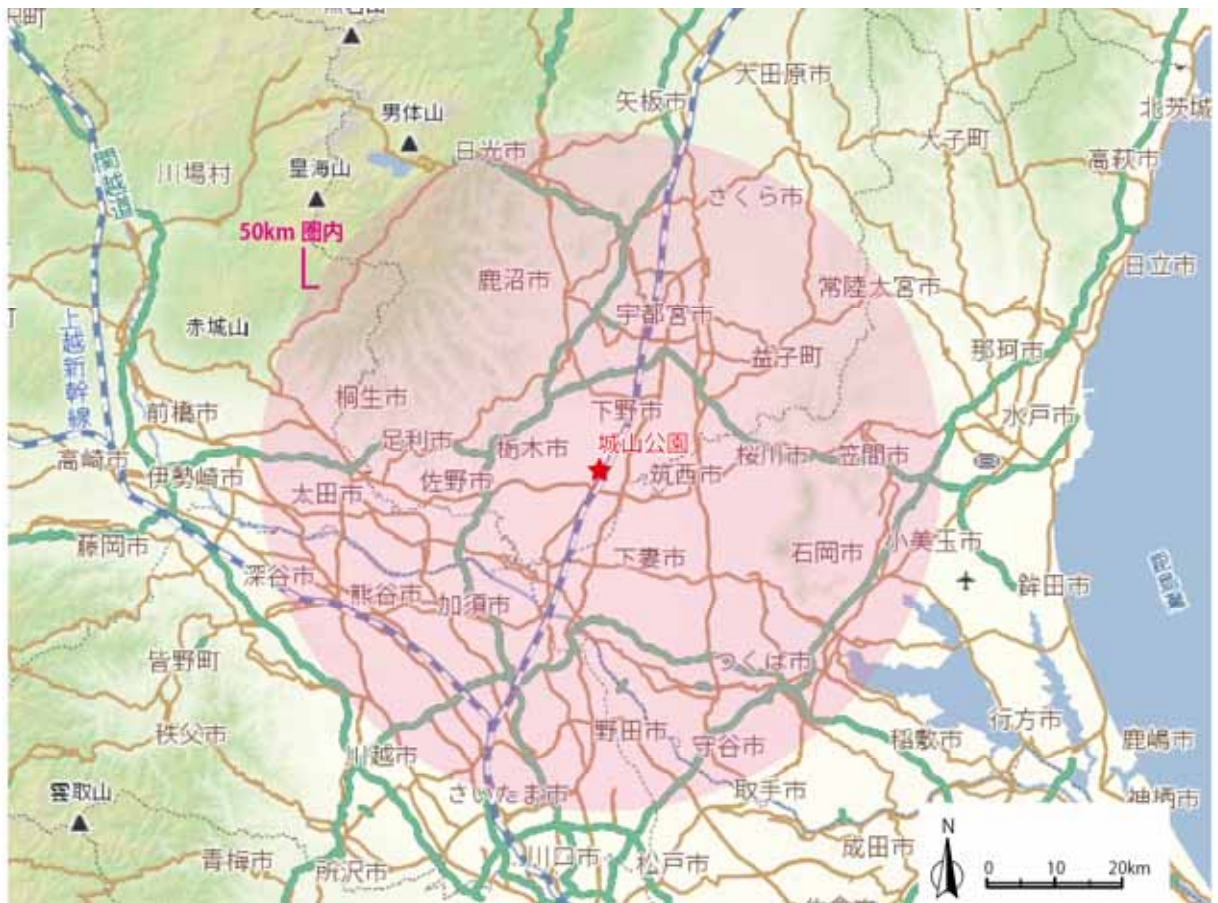 大田原市
矢板市
北茨城
男体山
日光市
大子町
高萩市
川場村
皇海山
さくら市
関越道
50km 圏内
鹿沼市
常陸大宮市
日立市
赤城山
宇都宮市
上越新幹線
益子町
那珂市
桐生市
前橋市
下野市
水戸市
足利市
栃木市
城山公園
高崎市
伊勢崎市
佐野市
筑西市
桜川市
笠間市
太田市
藤岡市
下妻市
石岡市
小美玉市
深谷市
熊谷市
加須市
鉾田市
皆野町
つくば市
秩父市
川越市
野田市
守谷市
稲敷市
行方市
鹿嶋市
雲取山
さいたま市
取手市
神栖市
青梅市
所沢市
川口市
松戸市
成田市
N
0 10 20km